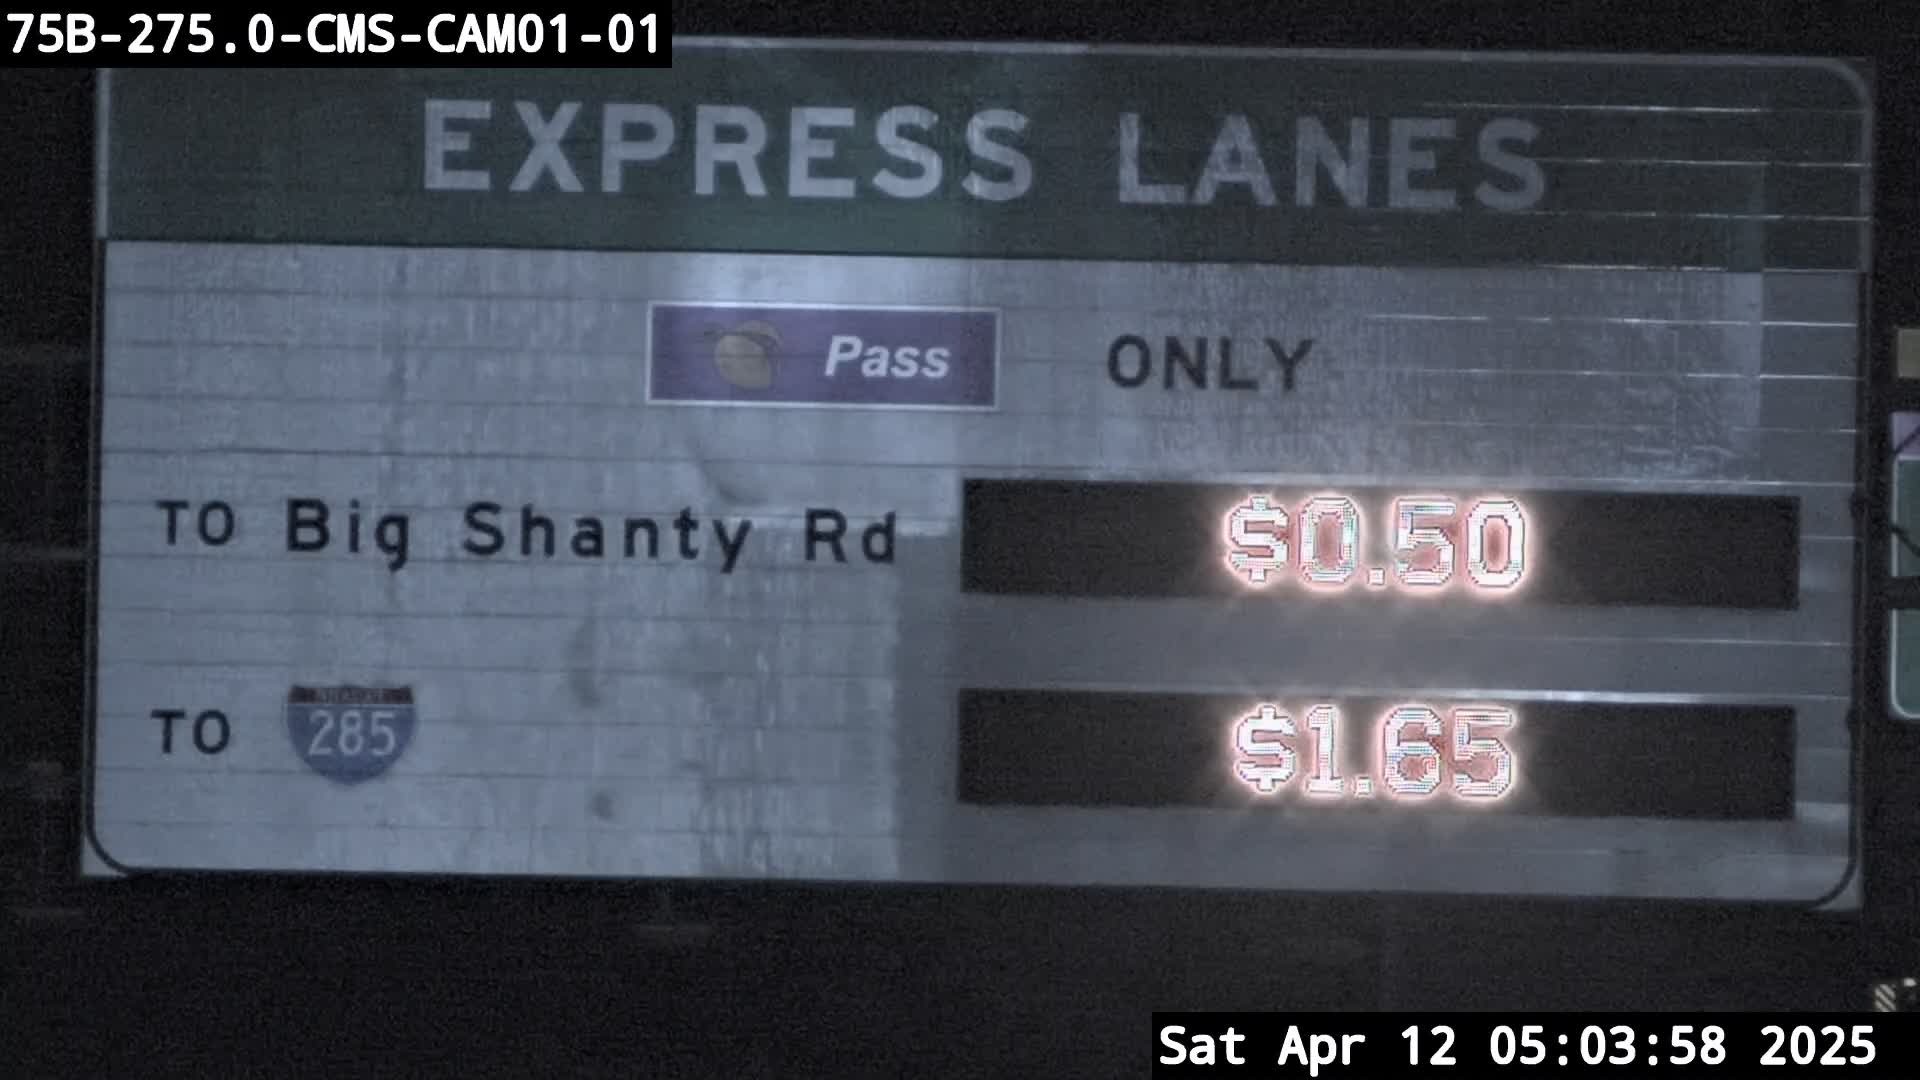 75B-275.0-CMS-CAM01-01
EXPRESS LANES
Pass ONLY
TO Big Shanty Rd $0.50
TO 285 $1.65
Sat Apr 12 05:03:58 2025